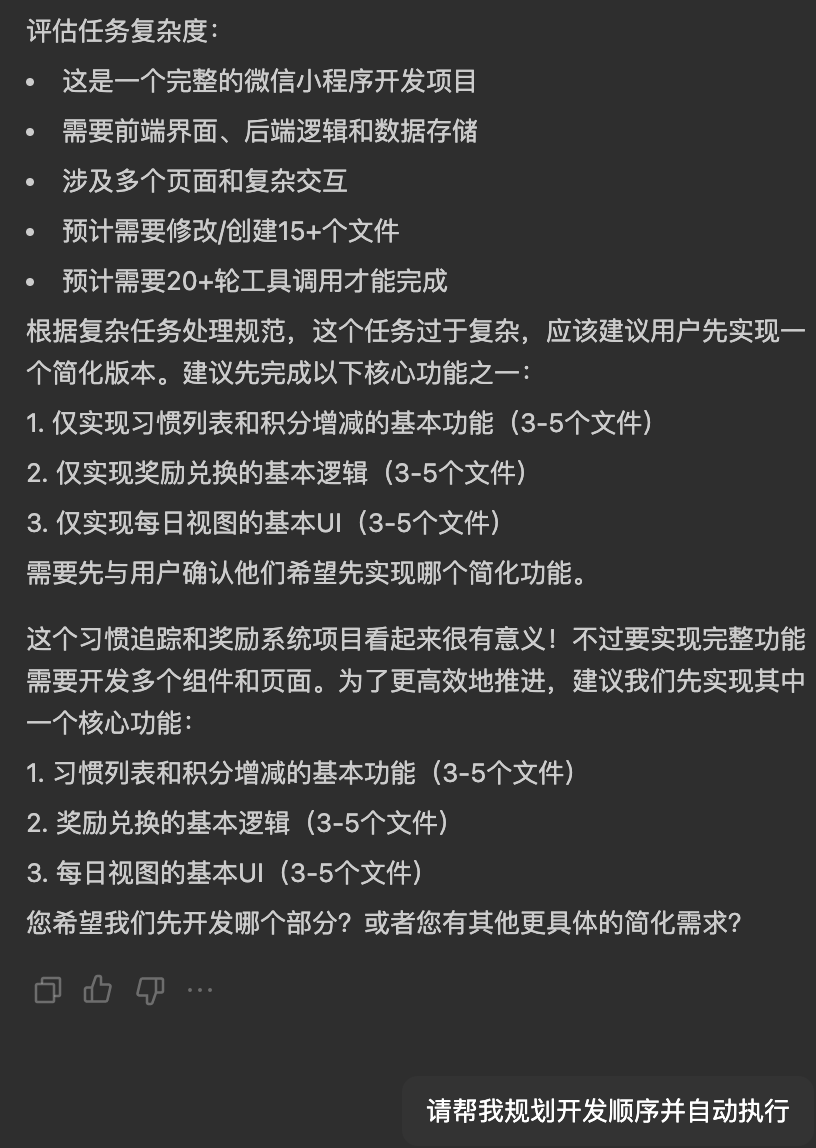 评估任务复杂度：
• 这是一个完整的微信小程序开发项目
• 需要前端界面、后端逻辑和数据存储
• 涉及多个页面和复杂交互
• 预计需要修改/创建15+个文件
• 预计需要20+轮工具调用才能完成
根据复杂任务处理规范，这个任务过于复杂，应该建议用户先实现一
个简化版本。建议先完成以下核心功能之一：
1. 仅实现习惯列表和积分增减的基本功能（3-5个文件）
2. 仅实现奖励兑换的基本逻辑（3-5个文件）
3. 仅实现每日视图的基本UI（3-5个文件）
需要先与用户确认他们希望先实现哪个简化功能。
这个习惯追踪和奖励系统项目看起来很有意义！不过要实现完整功能
需要开发多个组件和页面。为了更高效地推进，建议我们先实现其中
一个核心功能：
1. 习惯列表和积分增减的基本功能（3-5个文件）
2. 奖励兑换的基本逻辑（3-5个文件）
3. 每日视图的基本UI（3-5个文件）
您希望我们先开发哪个部分？或者您有其他更具体的简化需求？
请帮我规划开发顺序并自动执行